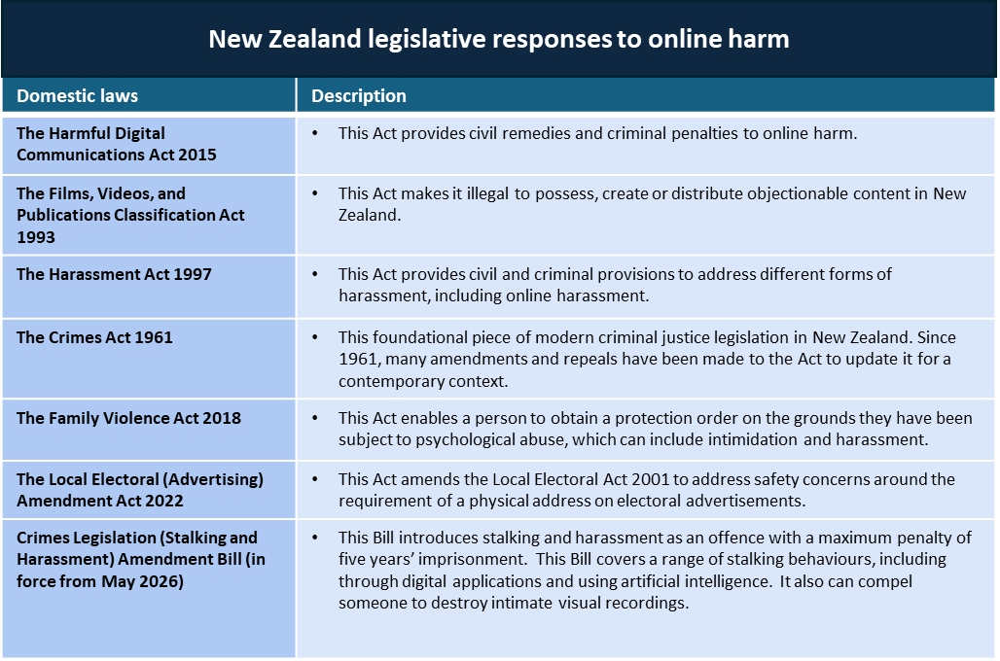 New Zealand legislative responses to online harm
Domestic laws
Description
The Harmful Digital
Communications Act 2015
• This Act provides civil remedies and criminal penalties to online harm.
The Films, Videos, and
Publications Classification Act
1993
• This Act makes it illegal to possess, create or distribute objectionable content in New
Zealand.
The Harassment Act 1997
• This Act provides civil and criminal provisions to address different forms of
harassment, including online harassment.
The Crimes Act 1961
• This foundational piece of modern criminal justice legislation in New Zealand. Since
1961, many amendments and repeals have been made to the Act to update it for a
contemporary context.
The Family Violence Act 2018
• This Act enables a person to obtain a protection order on the grounds they have been
subject to psychological abuse, which can include intimidation and harassment.
The Local Electoral (Advertising)
Amendment Act 2022
• This Act amends the Local Electoral Act 2001 to address safety concerns around the
requirement of a physical address on electoral advertisements.
Crimes Legislation (Stalking and
Harassment) Amendment Bill (in
force from May 2026)
• This Bill introduces stalking and harassment as an offence with a maximum penalty of
five years’ imprisonment.  This Bill covers a range of stalking behaviours, including
through digital applications and using artificial intelligence.  It also can compel
someone to destroy intimate visual recordings.